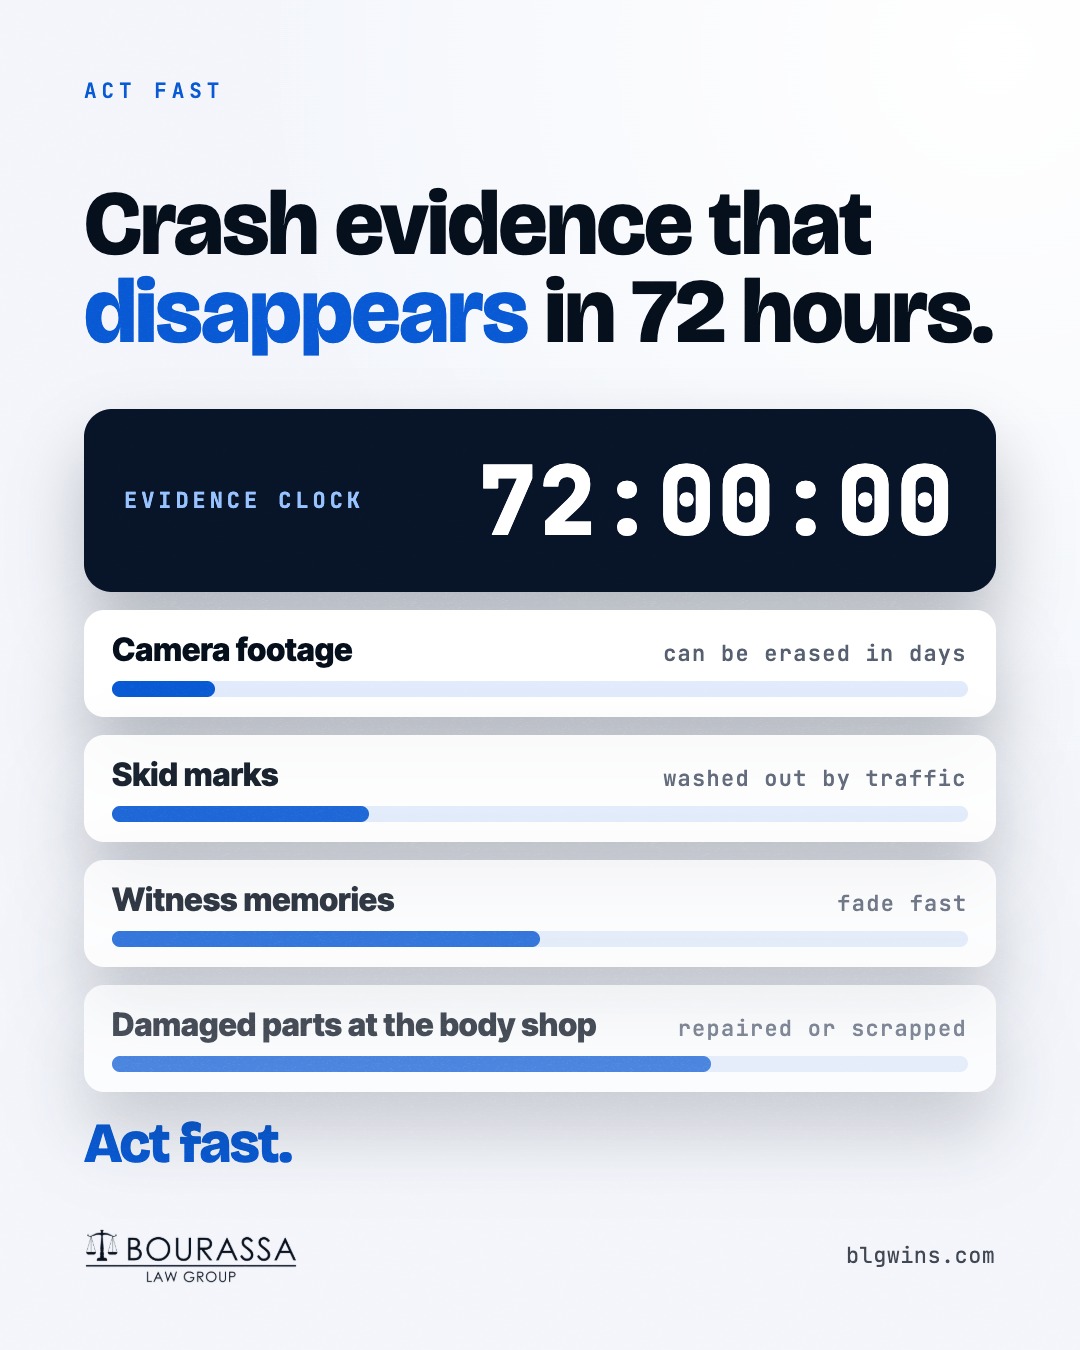 ACT FAST
Crash evidence that
disappears in 72 hours.
EVIDENCE CLOCK 72:00:00
Camera footage can be erased in days
Skid marks washed out by traffic
Witness memories fade fast
Damaged parts at the body shop repaired or scrapped
Act fast.
BOURASSA
LAW GROUP
blgwins.com